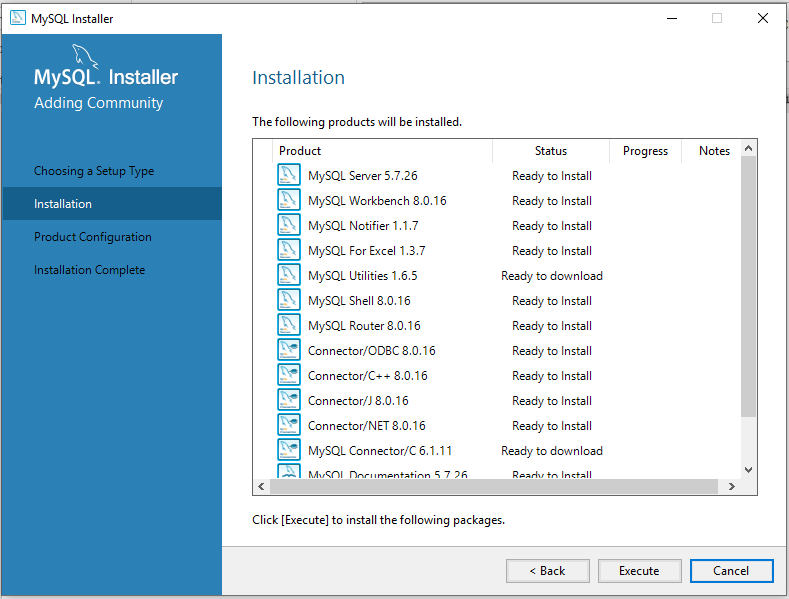 MySQL Installer
MySQL. Installer
Adding Community
Choosing a Setup Type
Installation
Product Configuration
Installation Complete
Installation
The following products will be installed.
Product Status Progress Notes
MySQL Server 5.7.26 Ready to Install
MySQL Workbench 8.0.16 Ready to Install
MySQL Notifier 1.1.7 Ready to Install
MySQL For Excel 1.3.7 Ready to Install
MySQL Utilities 1.6.5 Ready to download
MySQL Shell 8.0.16 Ready to Install
MySQL Router 8.0.16 Ready to Install
Connector/ODBC 8.0.16 Ready to Install
Connector/C++ 8.0.16 Ready to Install
Connector/J 8.0.16 Ready to Install
Connector/NET 8.0.16 Ready to Install
MySQL Connector/C 6.1.11 Ready to download
MySQL Documentation 5.7.26 Ready to Install
Click [Execute] to install the following packages.
< Back Execute Cancel